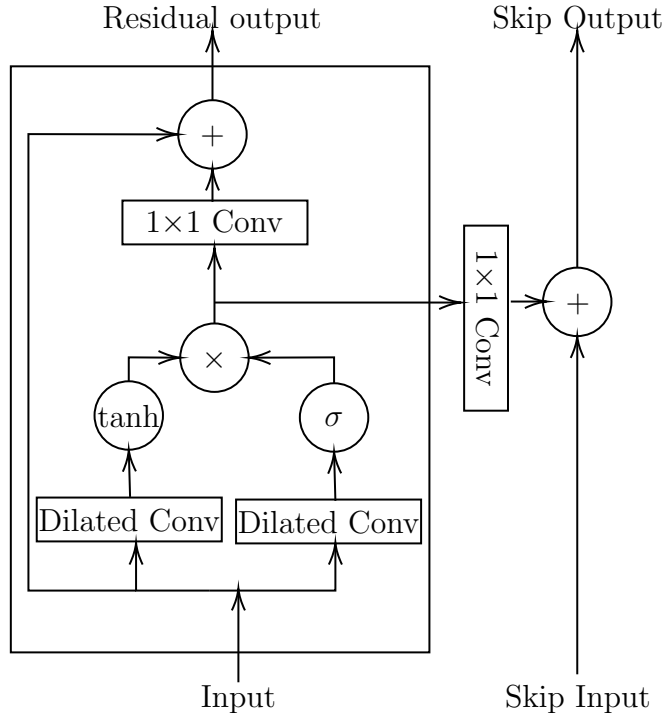 Residual output
Skip Output
+
1×1 Conv
1×1 Conv
+
×
tanh
σ
Dilated Conv
Dilated Conv
Input
Skip Input